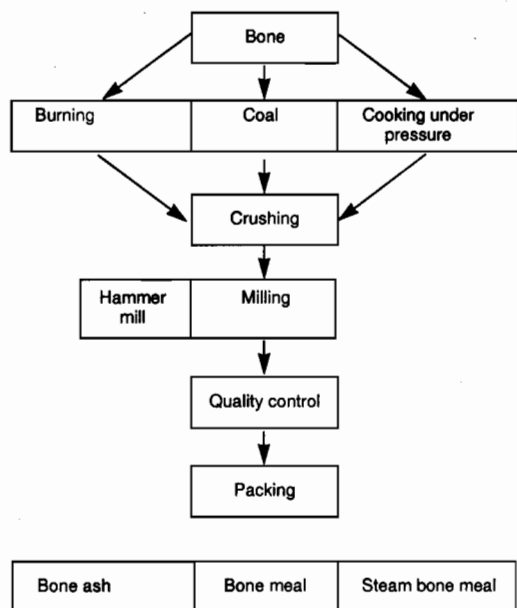 Bone
Burning
Coal
Cooking under
pressure
Crushing
Hammer
mill
Milling
Quality control
Packing
Bone ash
Bone meal
Steam bone meal